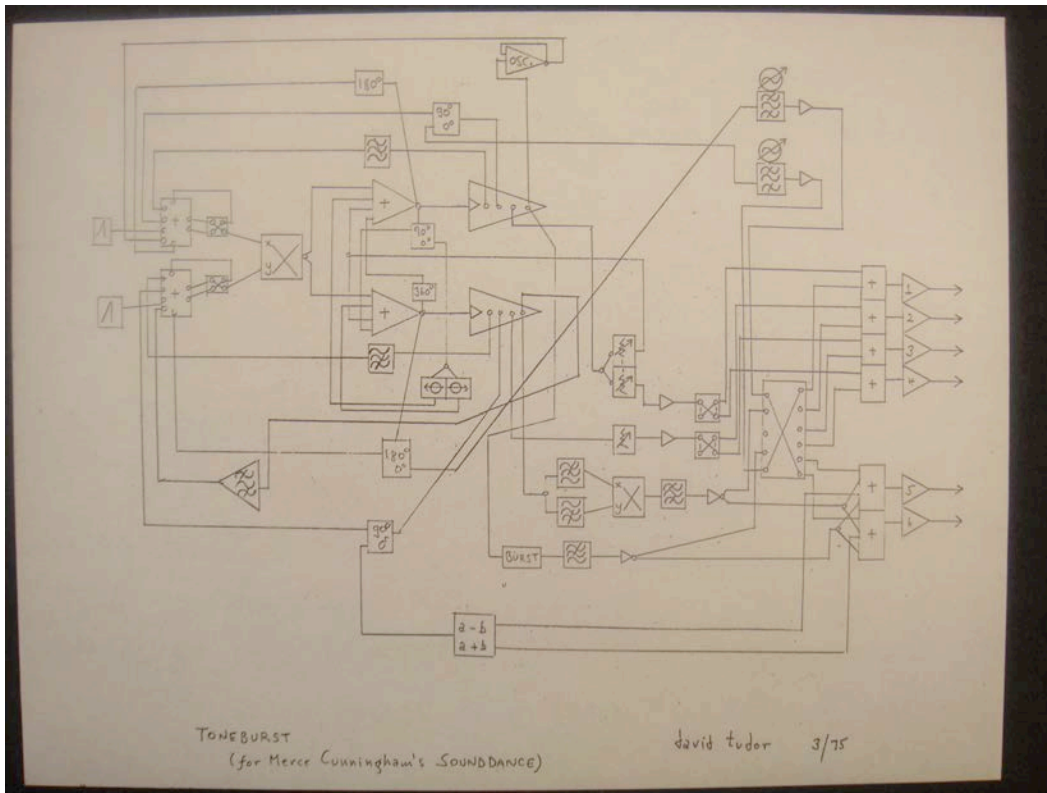 OSC.
180°
90°
0°
+
90°
0°
X
360°
+
+
+
180°
0°
X
90°
0°
BURST
a - b
a + b
+
1
+
2
+
3
+
4
+
5
+
6
TONEBURST
(for Merce Cunningham's SOUNDDANCE)
david tudor 3/75